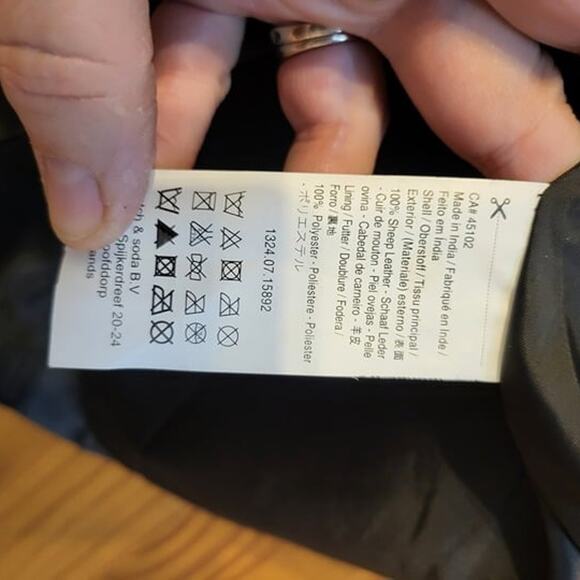 CA# 45102
Made in India / Fabriqué en Inde /
Feito em India
Shell / Oberstoff / Tissu principal /
Exterior / (Materiale) esterno / 表面
100% Sheep Leather - Schaaf Leder
- Cuir de mouton - Piel ovejas - Pelle
ovina - Cabedal de carneiro - 羊皮
Lining / Futter / Doublure / Fodera /
Forro / 裏地
100% Polyester - Poliestere - Poliester
- ポリエステル
1324.07.15892
& soda B.V
Spijkerdreef 20-24